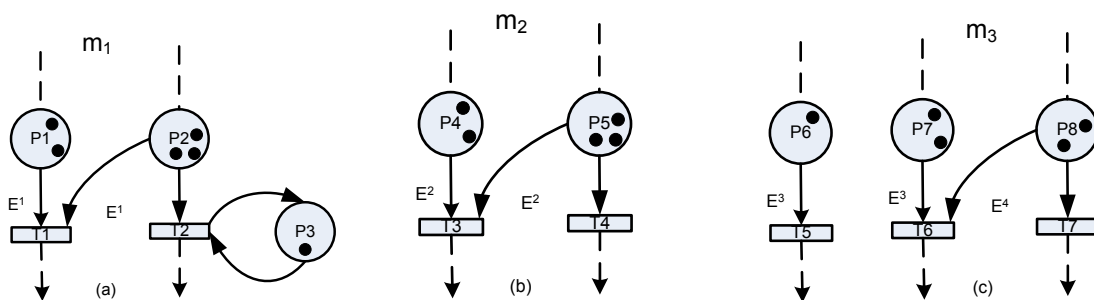 m1
m2
m3
P1
P2
P4
P5
P6
P7
P8
E¹
E¹
E²
E²
E³
E³
E⁴
T1
T2
P3
T3
T4
T5
T6
T7
(a)
(b)
(c)